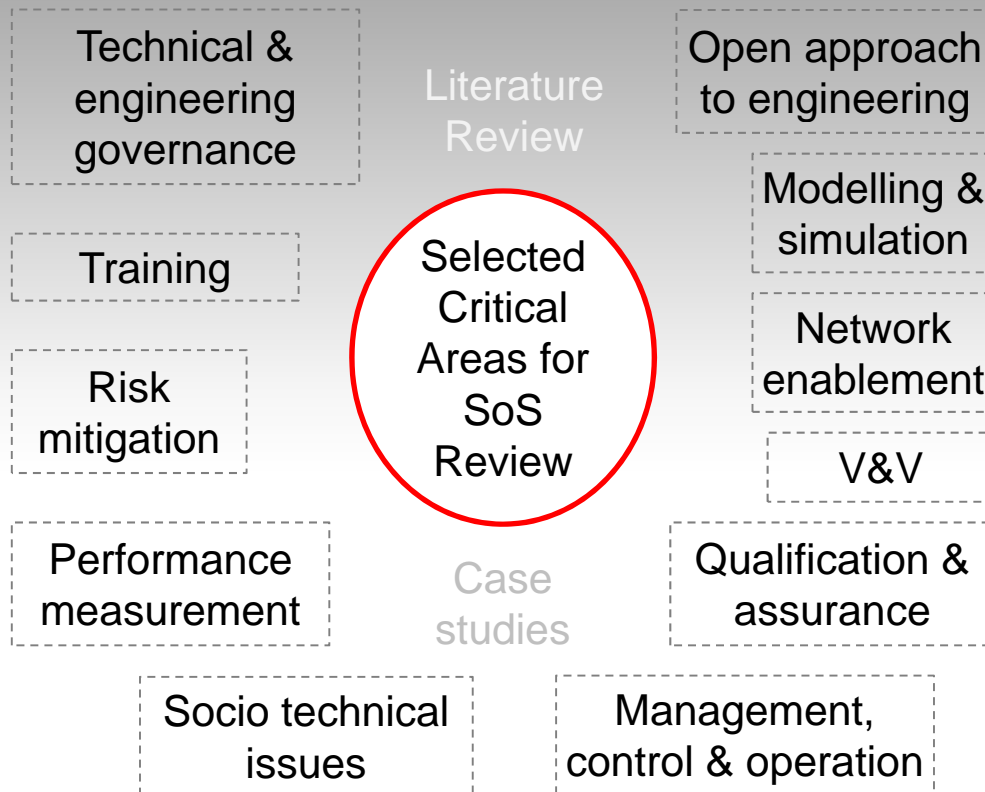 Technical &
engineering
governance
Literature
Review
Open approach
to engineering
Modelling &
simulation
Training
Selected
Critical
Areas for
SoS
Review
Network
enablement
Risk
mitigation
V&V
Performance
measurement
Case
studies
Qualification &
assurance
Socio technical
issues
Management,
control & operation